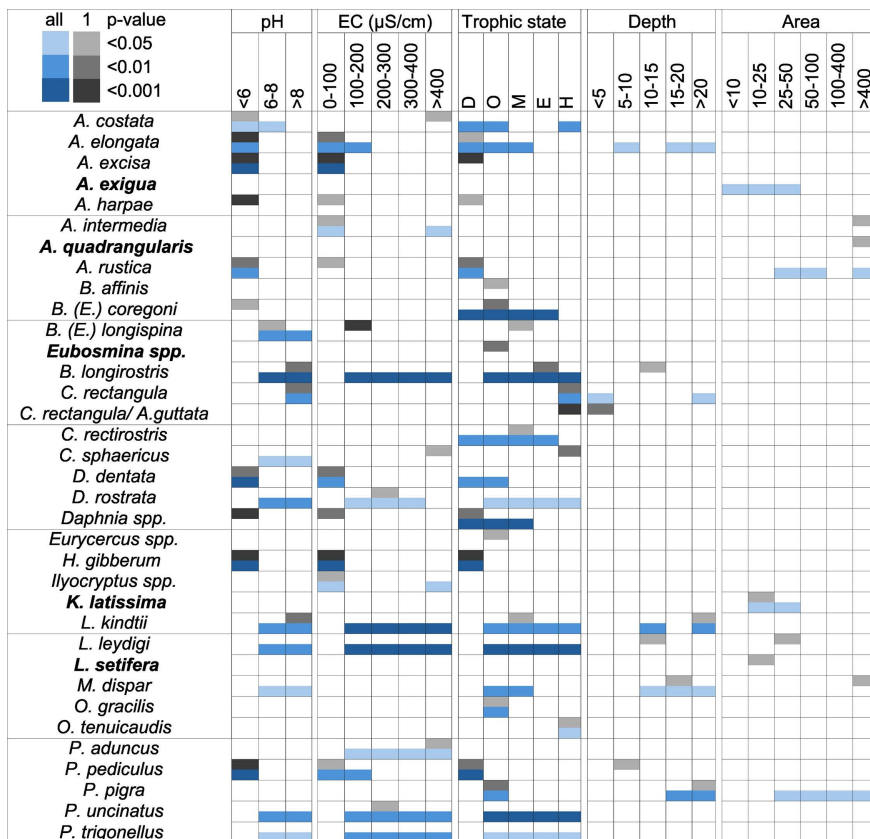 all 1 p-value
<0.05
<0.01
<0.001
pH EC (µS/cm) Trophic state Depth Area
<6 6-8 >8 0-100 100-200 200-300 300-400 >400 D O M E H <5 5-10 10-15 15-20 >20 <10 10-25 25-50 50-100 100-400 >400
A. costata
A. elongata
A. excisa
A. exigua
A. harpae
A. intermedia
A. quadrangularis
A. rustica
B. affinis
B. (E.) coregoni
B. (E.) longispina
Eubosmina spp.
B. longirostris
C. rectangula
C. rectangula/ A.guttata
C. rectirostris
C. sphaericus
D. dentata
D. rostrata
Daphnia spp.
Eurycercus spp.
H. gibberum
Ilyocryptus spp.
K. latissima
L. kindtii
L. leydigi
L. setifera
M. dispar
O. gracilis
O. tenuicaudis
P. aduncus
P. pediculus
P. pigra
P. uncinatus
P. trigonellus